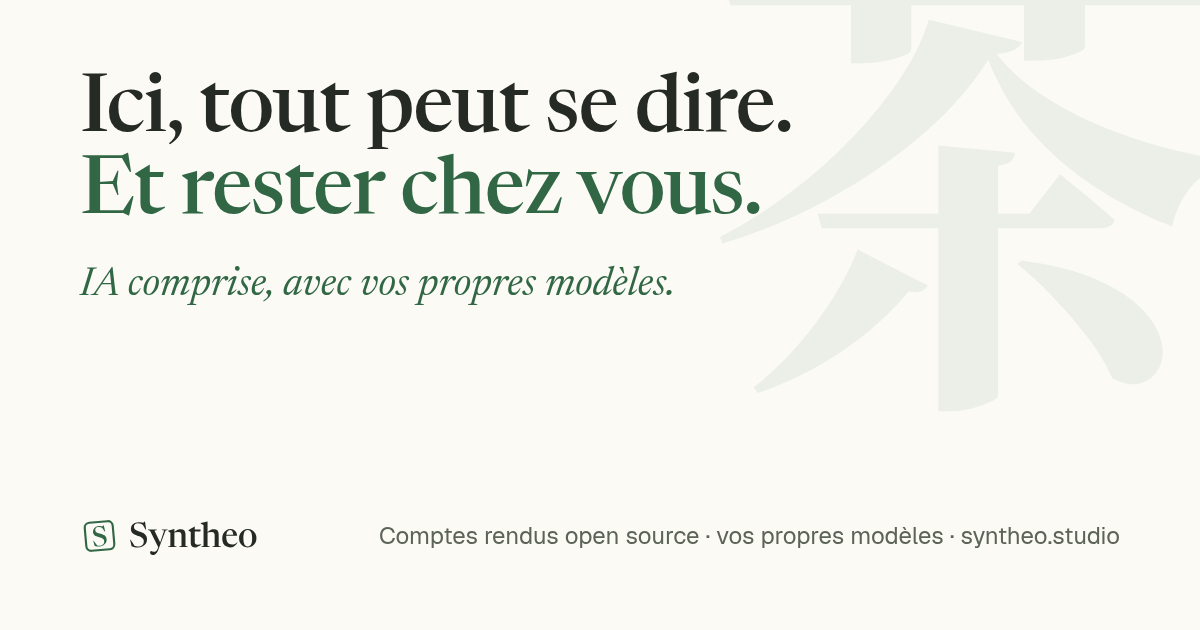 茶
Ici, tout peut se dire.
Et rester chez vous.
IA comprise, avec vos propres modèles.
S Syntheo
Comptes rendus open source · vos propres modèles · syntheo.studio